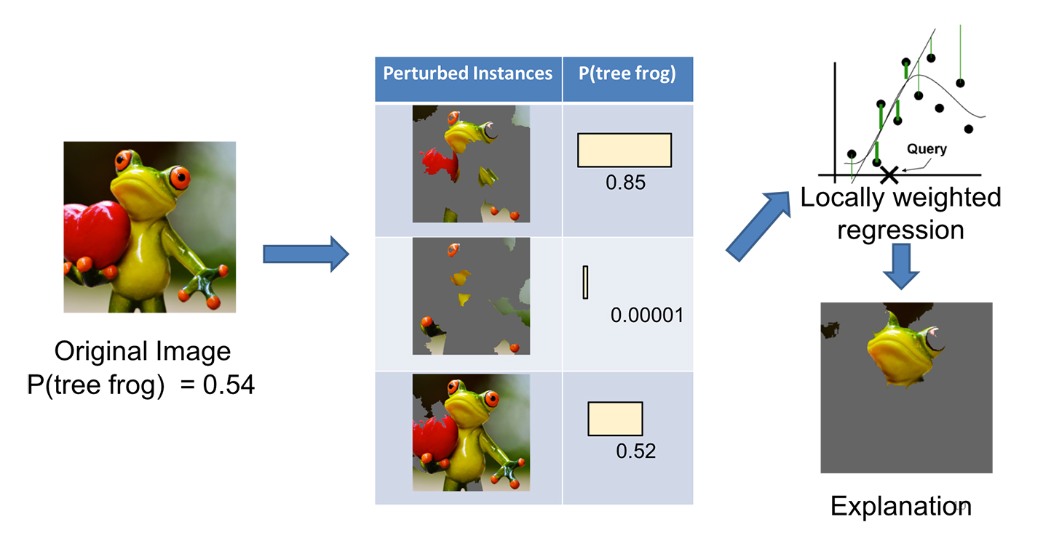 Original Image
P(tree frog) = 0.54
Perturbed Instances
P(tree frog)
0.85
0.00001
0.52
Query
Locally weighted
regression
Explanation